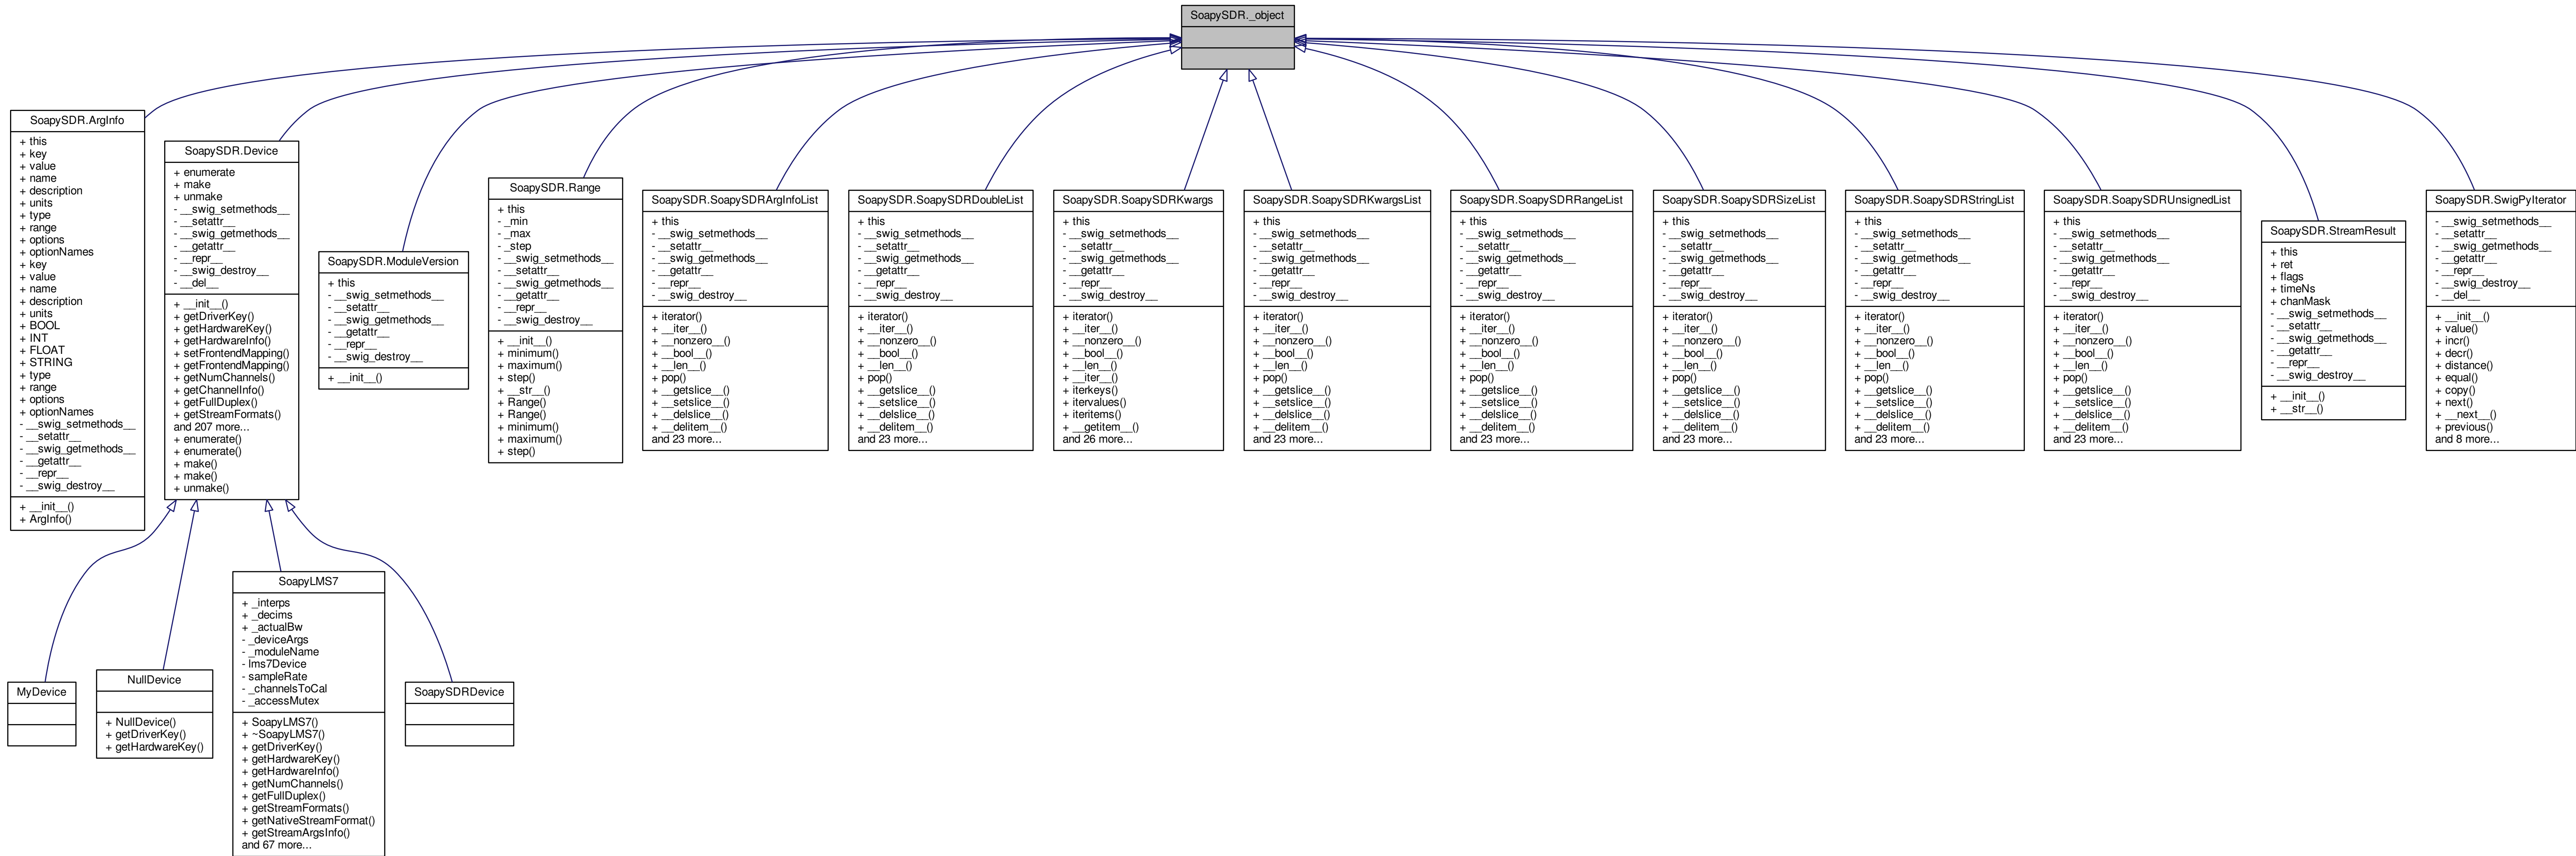 SoapySDR._object
SoapySDR.ArgInfo
+ this
+ key
+ value
+ name
+ description
+ units
+ type
+ range
+ options
+ optionNames
+ key
+ value
+ name
+ description
+ units
+ BOOL
+ INT
+ FLOAT
+ STRING
+ type
+ range
+ options
+ optionNames
- __swig_setmethods__
- __setattr__
- __swig_getmethods__
- __getattr__
- __repr__
- __swig_destroy__
+ __init__()
+ ArgInfo()
SoapySDR.Device
+ enumerate
+ make
+ unmake
- __swig_setmethods__
- __setattr__
- __swig_getmethods__
- __getattr__
- __repr__
- __swig_destroy__
- __del__
+ __init__()
+ getDriverKey()
+ getHardwareKey()
+ getHardwareInfo()
+ setFrontendMapping()
+ getFrontendMapping()
+ getNumChannels()
+ getChannelInfo()
+ getFullDuplex()
+ getStreamFormats()
and 207 more...
+ enumerate()
+ enumerate()
+ make()
+ make()
+ unmake()
SoapySDR.ModuleVersion
+ this
- __swig_setmethods__
- __setattr__
- __swig_getmethods__
- __getattr__
- __repr__
- __swig_destroy__
+ __init__()
SoapySDR.Range
+ this
- _min
- _max
- _step
- __swig_setmethods__
- __setattr__
- __swig_getmethods__
- __getattr__
- __repr__
- __swig_destroy__
+ __init__()
+ minimum()
+ maximum()
+ step()
+ __str__()
+ Range()
+ Range()
+ minimum()
+ maximum()
+ step()
SoapySDR.SoapySDRArgInfoList
+ this
- __swig_setmethods__
- __setattr__
- __swig_getmethods__
- __getattr__
- __repr__
- __swig_destroy__
+ iterator()
+ __iter__()
+ __nonzero__()
+ __bool__()
+ __len__()
+ pop()
+ __getslice__()
+ __setslice__()
+ __delslice__()
+ __delitem__()
and 23 more...
SoapySDR.SoapySDRDoubleList
+ this
- __swig_setmethods__
- __setattr__
- __swig_getmethods__
- __getattr__
- __repr__
- __swig_destroy__
+ iterator()
+ __iter__()
+ __nonzero__()
+ __bool__()
+ __len__()
+ pop()
+ __getslice__()
+ __setslice__()
+ __delslice__()
+ __delitem__()
and 23 more...
SoapySDR.SoapySDRKwargs
+ this
- __swig_setmethods__
- __setattr__
- __swig_getmethods__
- __getattr__
- __repr__
- __swig_destroy__
+ iterator()
+ __iter__()
+ __nonzero__()
+ __bool__()
+ __len__()
+ __iter__()
+ iterkeys()
+ itervalues()
+ iteritems()
+ __getitem__()
and 26 more...
SoapySDR.SoapySDRKwargsList
+ this
- __swig_setmethods__
- __setattr__
- __swig_getmethods__
- __getattr__
- __repr__
- __swig_destroy__
+ iterator()
+ __iter__()
+ __nonzero__()
+ __bool__()
+ __len__()
+ pop()
+ __getslice__()
+ __setslice__()
+ __delslice__()
+ __delitem__()
and 23 more...
SoapySDR.SoapySDRRangeList
+ this
- __swig_setmethods__
- __setattr__
- __swig_getmethods__
- __getattr__
- __repr__
- __swig_destroy__
+ iterator()
+ __iter__()
+ __nonzero__()
+ __bool__()
+ __len__()
+ pop()
+ __getslice__()
+ __setslice__()
+ __delslice__()
+ __delitem__()
and 23 more...
SoapySDR.SoapySDRSizeList
+ this
- __swig_setmethods__
- __setattr__
- __swig_getmethods__
- __getattr__
- __repr__
- __swig_destroy__
+ iterator()
+ __iter__()
+ __nonzero__()
+ __bool__()
+ __len__()
+ pop()
+ __getslice__()
+ __setslice__()
+ __delslice__()
+ __delitem__()
and 23 more...
SoapySDR.SoapySDRStringList
+ this
- __swig_setmethods__
- __setattr__
- __swig_getmethods__
- __getattr__
- __repr__
- __swig_destroy__
+ iterator()
+ __iter__()
+ __nonzero__()
+ __bool__()
+ __len__()
+ pop()
+ __getslice__()
+ __setslice__()
+ __delslice__()
+ __delitem__()
and 23 more...
SoapySDR.SoapySDRUnsignedList
+ this
- __swig_setmethods__
- __setattr__
- __swig_getmethods__
- __getattr__
- __repr__
- __swig_destroy__
+ iterator()
+ __iter__()
+ __nonzero__()
+ __bool__()
+ __len__()
+ pop()
+ __getslice__()
+ __setslice__()
+ __delslice__()
+ __delitem__()
and 23 more...
SoapySDR.StreamResult
+ this
+ ret
+ flags
+ timeNs
+ chanMask
- __swig_setmethods__
- __setattr__
- __swig_getmethods__
- __getattr__
- __repr__
- __swig_destroy__
+ __init__()
+ __str__()
SoapySDR.SwigPyIterator
- __swig_setmethods__
- __setattr__
- __swig_getmethods__
- __getattr__
- __repr__
- __swig_destroy__
- __del__
+ __init__()
+ value()
+ incr()
+ decr()
+ distance()
+ equal()
+ copy()
+ next()
+ __next__()
+ previous()
and 8 more...
MyDevice
NullDevice
+ NullDevice()
+ getDriverKey()
+ getHardwareKey()
SoapyLMS7
+ _interps
+ _decims
+ _actualBw
- _deviceArgs
- _moduleName
- lms7Device
- sampleRate
- _channelsToCal
- _accessMutex
+ SoapyLMS7()
+ ~SoapyLMS7()
+ getDriverKey()
+ getHardwareKey()
+ getHardwareInfo()
+ getNumChannels()
+ getFullDuplex()
+ getStreamFormats()
+ getNativeStreamFormat()
+ getStreamArgsInfo()
and 67 more...
SoapySDRDevice